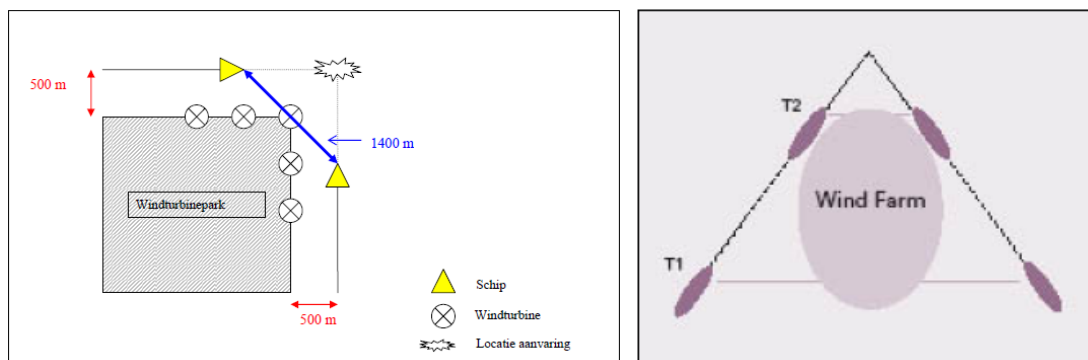 500 m
1400 m
Windturbinepark
500 m
Schip
Windturbine
Locatie aanvaring
T2
Wind Farm
T1